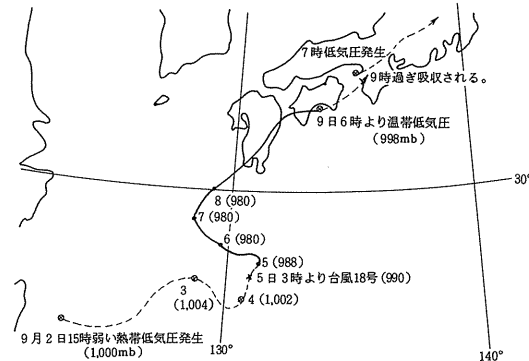 140°
7時低気圧発生
9時過ぎ吸収される。
9日6時より温帯低気圧
(998mb)
30°
8 (980)
7 (980)
6 (980)
5 (988)
5日3時より台風18号 (990)
3
(1,004)
4 (1,002)
9月2日15時弱い熱帯低気圧発生
(1,000mb)
130°
140°